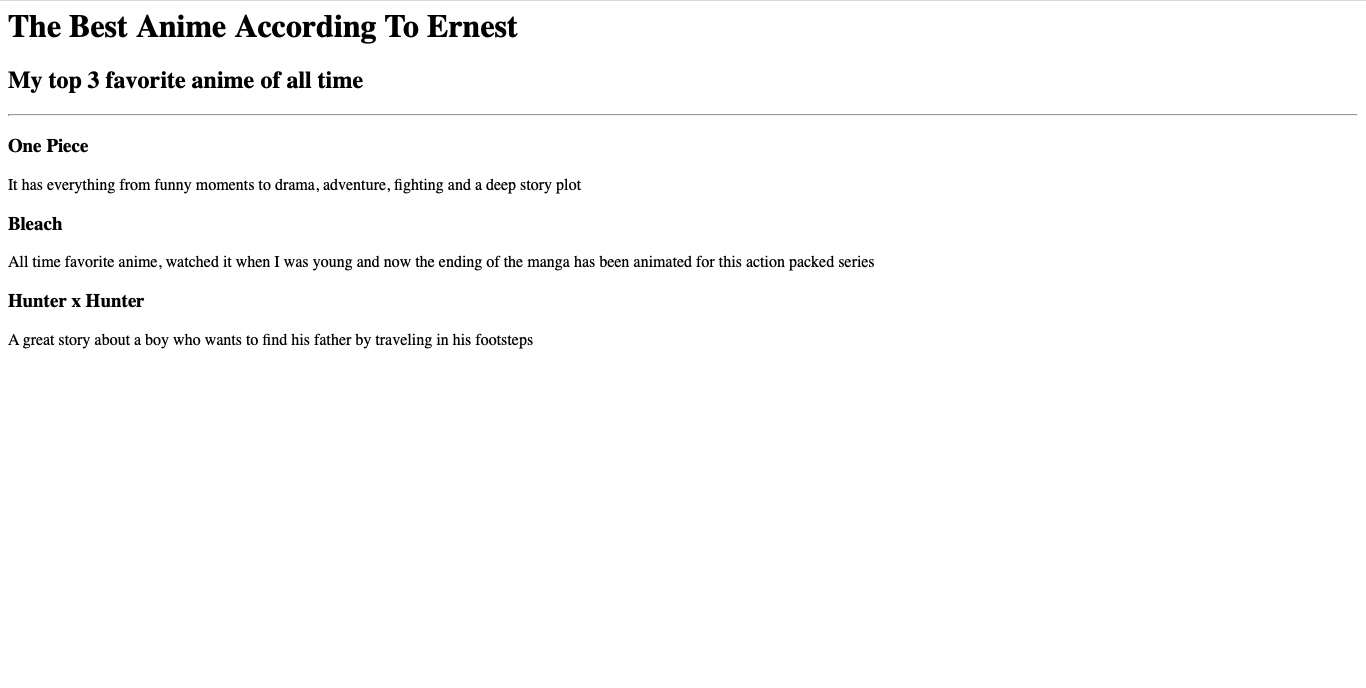 The Best Anime According To Ernest
My top 3 favorite anime of all time
One Piece
It has everything from funny moments to drama, adventure, fighting and a deep story plot
Bleach
All time favorite anime, watched it when I was young and now the ending of the manga has been animated for this action packed series
Hunter x Hunter
A great story about a boy who wants to find his father by traveling in his footsteps